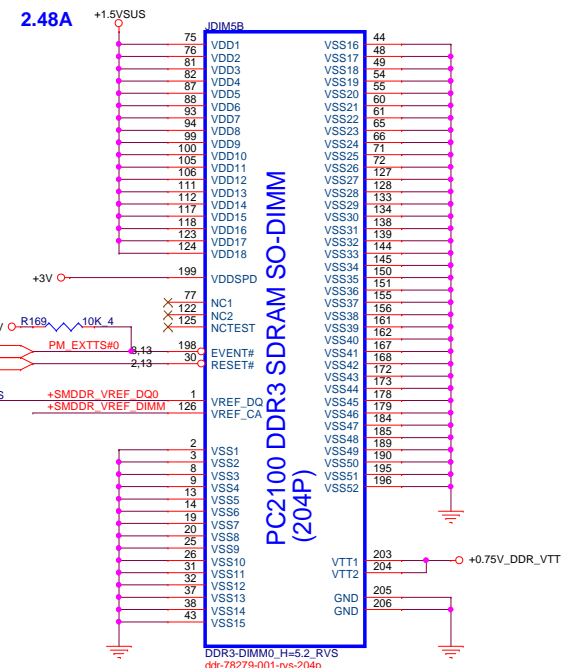 2.48A
+1.5VSUS
JDIM5B
75 VDD1 VSS16 44
76 VDD2 VSS17 48
81 VDD3 VSS18 49
82 VDD4 VSS19 54
87 VDD5 VSS20 55
88 VDD6 VSS21 60
93 VDD7 VSS22 61
94 VDD8 VSS23 65
99 VDD9 VSS24 66
100 VDD10 VSS25 71
105 VDD11 VSS26 72
106 VDD12 VSS27 127
111 VDD13 VSS28 128
112 VDD14 VSS29 133
117 VDD15 VSS30 134
118 VDD16 VSS31 138
123 VDD17 VSS32 139
124 VDD18 VSS33 144
VSS34 145
+3V 199 VDDSPD VSS35 150
VSS36 151
77 NC1 VSS37 155
122 NC2 VSS38 156
125 NCTEST VSS39 161
VSS40 162
R169 10K_4
PM_EXTTS#0 2,13 198 EVENT# VSS41 167
2,13 30 RESET# VSS42 168
VSS43 172
VSS44 173
+SMDDR_VREF_DQ0 1 VREF_DQ VSS45 178
+SMDDR_VREF_DIMM 126 VREF_CA VSS46 179
VSS47 184
VSS48 185
2 VSS1 VSS49 189
3 VSS2 VSS50 190
8 VSS3 VSS51 195
9 VSS4 VSS52 196
13 VSS5
14 VSS6
19 VSS7
20 VSS8
25 VSS9
26 VSS10 VTT1 203 +0.75V_DDR_VTT
31 VSS11 VTT2 204
32 VSS12
37 VSS13 GND 205
38 VSS14 GND 206
43 VSS15
PC2100 DDR3 SDRAM SO-DIMM
(204P)
DDR3-DIMM0_H=5.2_RVS
ddr-78279-001-rvs-204p